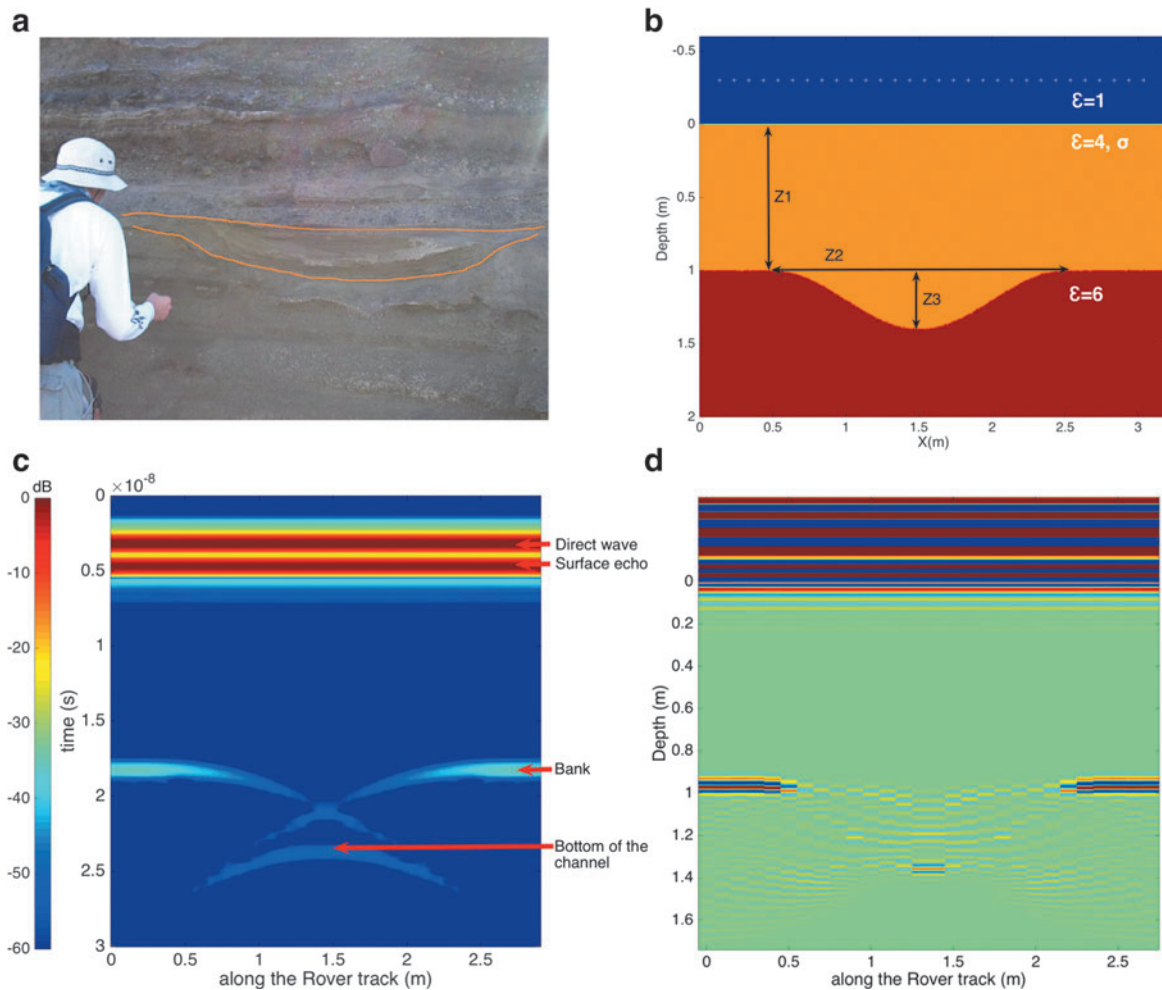 a
b
-0.5
0
0.5
1
1.5
2
Depth (m)
ε=1
ε=4, σ
Z1
Z2
Z3
ε=6
0
0.5
1
1.5
2
2.5
3
X(m)
c
dB
0
-10
-20
-30
-40
-50
-60
×10⁻⁸
0
0.5
1
1.5
2
2.5
3
time (s)
Direct wave
Surface echo
Bank
Bottom of the
channel
0
0.5
1
1.5
2
2.5
along the Rover track (m)
d
0
0.2
0.4
0.6
0.8
1
1.2
1.4
1.6
Depth (m)
0
0.5
1
1.5
2
2.5
along the Rover track (m)